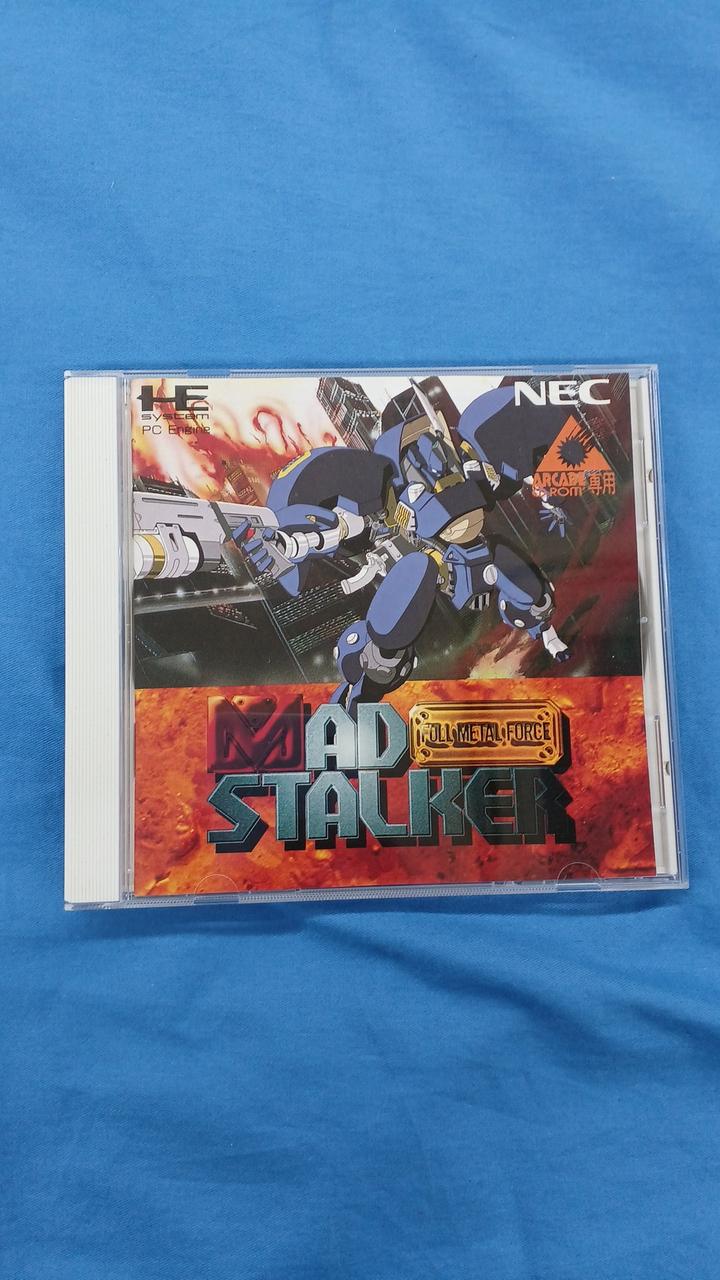 HE
system
PC Engine
NEC
ARCADE
CD-ROM専用
MAD
FULL METAL FORCE
STALKER